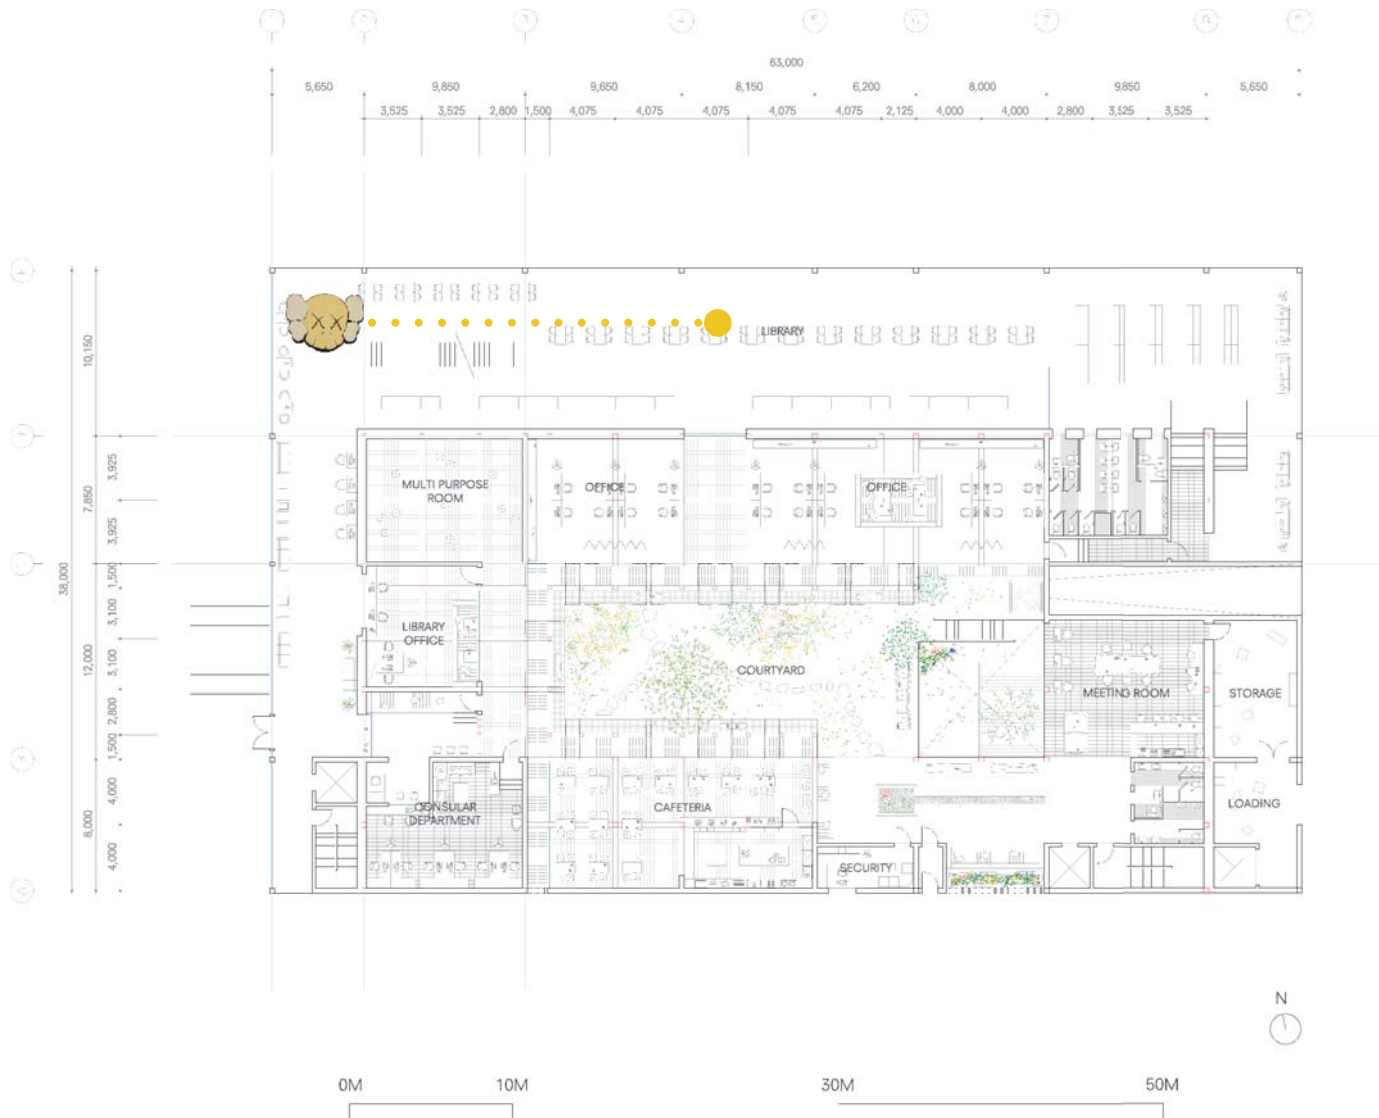 63,000
5,650 9,850 9,650 8,150 6,200 8,000 9850 5,650
3,525 3,525 2,800 1,500 4,075 4,075 4,075 4,075 4,075 2,125 4,000 4,000 2,800 3,525 3,525
LIBRARY
10,150
3,925
7,850
3,925
MULTI PURPOSE
ROOM
OFFICE
OFFICE
38,000
1,500
3,100
12,000
3,100
2,800
1,500
LIBRARY
OFFICE
COURTYARD
MEETING ROOM
STORAGE
4,000
8,000
4,000
CONSULAR
DEPARTMENT
CAFETERIA
LOADING
SECURITY
N
0M 10M 30M 50M